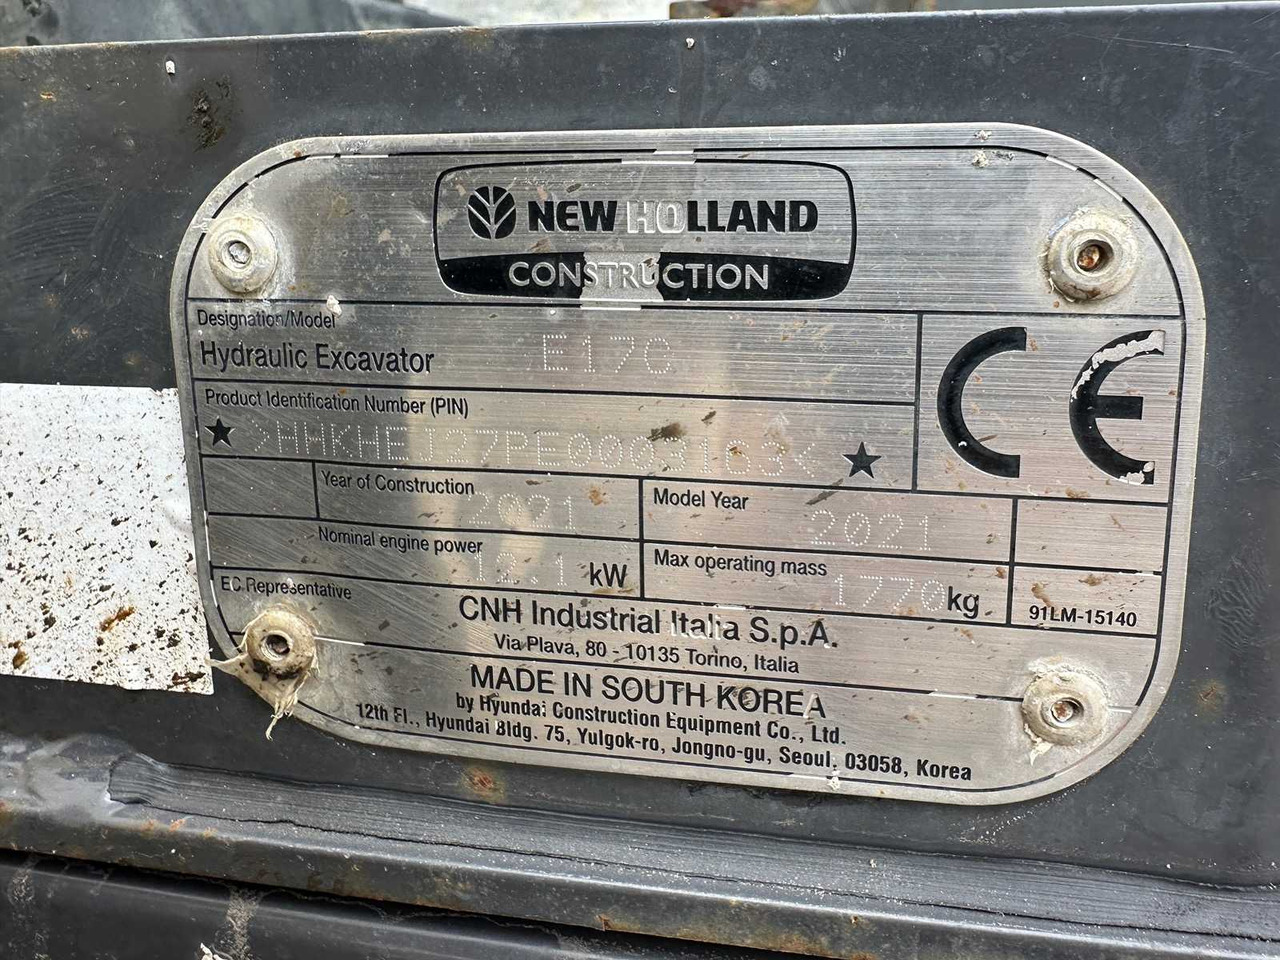 NEW HOLLAND
CONSTRUCTION
Designation/Model
Hydraulic Excavator E17C
Product Identification Number (PIN)
★ >HHKHEJ27PE0003163< ★
CE
Year of Construction 2021
Model Year 2021
Nominal engine power 12.1 kW
Max operating mass 1770 kg
91LM-15140
EC Representative
CNH Industrial Italia S.p.A.
Via Plava, 80 - 10135 Torino, Italia
MADE IN SOUTH KOREA
by Hyundai Construction Equipment Co., Ltd.
12th Fl., Hyundai Bldg. 75, Yulgok-ro, Jongno-gu, Seoul, 03058, Korea